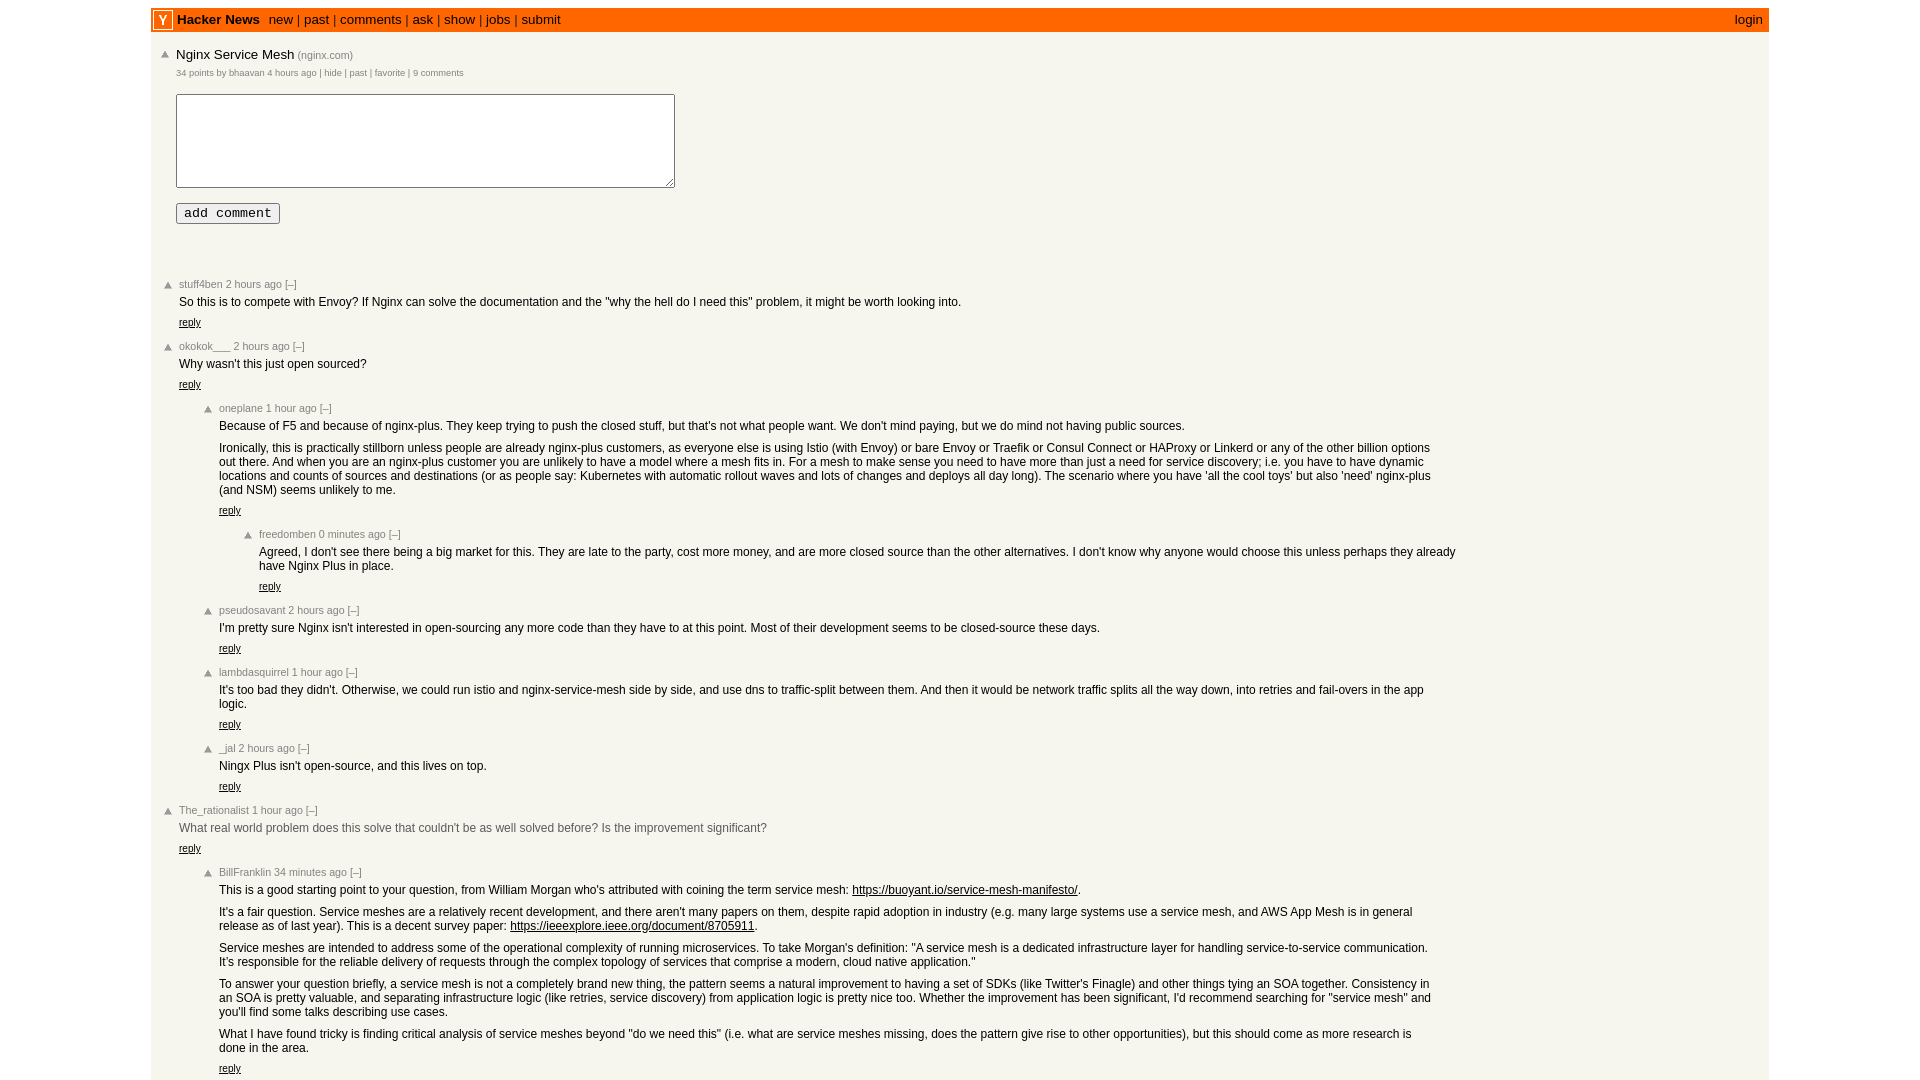 Y Hacker News new | past | comments | ask | show | jobs | submit login
Nginx Service Mesh (nginx.com)
34 points by bhaavan 4 hours ago | hide | past | favorite | 9 comments
add comment
stuff4ben 2 hours ago [–]
So this is to compete with Envoy? If Nginx can solve the documentation and the "why the hell do I need this" problem, it might be worth looking into.
reply
okokok___ 2 hours ago [–]
Why wasn't this just open sourced?
reply
oneplane 1 hour ago [–]
Because of F5 and because of nginx-plus. They keep trying to push the closed stuff, but that's not what people want. We don't mind paying, but we do mind not having public sources.
Ironically, this is practically stillborn unless people are already nginx-plus customers, as everyone else is using Istio (with Envoy) or bare Envoy or Traefik or Consul Connect or HAProxy or Linkerd or any of the other billion options
out there. And when you are an nginx-plus customer you are unlikely to have a model where a mesh fits in. For a mesh to make sense you need to have more than just a need for service discovery; i.e. you have to have dynamic
locations and counts of sources and destinations (or as people say: Kubernetes with automatic rollout waves and lots of changes and deploys all day long). The scenario where you have 'all the cool toys' but also 'need' nginx-plus
(and NSM) seems unlikely to me.
reply
freedomben 0 minutes ago [–]
Agreed, I don't see there being a big market for this. They are late to the party, cost more money, and are more closed source than the other alternatives. I don't know why anyone would choose this unless perhaps they already
have Nginx Plus in place.
reply
pseudosavant 2 hours ago [–]
I'm pretty sure Nginx isn't interested in open-sourcing any more code than they have to at this point. Most of their development seems to be closed-source these days.
reply
lambdasquirrel 1 hour ago [–]
It's too bad they didn't. Otherwise, we could run istio and nginx-service-mesh side by side, and use dns to traffic-split between them. And then it would be network traffic splits all the way down, into retries and fail-overs in the app
logic.
reply
_jal 2 hours ago [–]
Ningx Plus isn't open-source, and this lives on top.
reply
The_rationalist 1 hour ago [–]
What real world problem does this solve that couldn't be as well solved before? Is the improvement significant?
reply
BillFranklin 34 minutes ago [–]
This is a good starting point to your question, from William Morgan who's attributed with coining the term service mesh: https://buoyant.io/service-mesh-manifesto/.
It's a fair question. Service meshes are a relatively recent development, and there aren't many papers on them, despite rapid adoption in industry (e.g. many large systems use a service mesh, and AWS App Mesh is in general
release as of last year). This is a decent survey paper: https://ieeexplore.ieee.org/document/8705911.
Service meshes are intended to address some of the operational complexity of running microservices. To take Morgan's definition: "A service mesh is a dedicated infrastructure layer for handling service-to-service communication.
It's responsible for the reliable delivery of requests through the complex topology of services that comprise a modern, cloud native application."
To answer your question briefly, a service mesh is not a completely brand new thing, the pattern seems a natural improvement to having a set of SDKs (like Twitter's Finagle) and other things tying an SOA together. Consistency in
an SOA is pretty valuable, and separating infrastructure logic (like retries, service discovery) from application logic is pretty nice too. Whether the improvement has been significant, I'd recommend searching for "service mesh" and
you'll find some talks describing use cases.
What I have found tricky is finding critical analysis of service meshes beyond "do we need this" (i.e. what are service meshes missing, does the pattern give rise to other opportunities), but this should come as more research is
done in the area.
reply